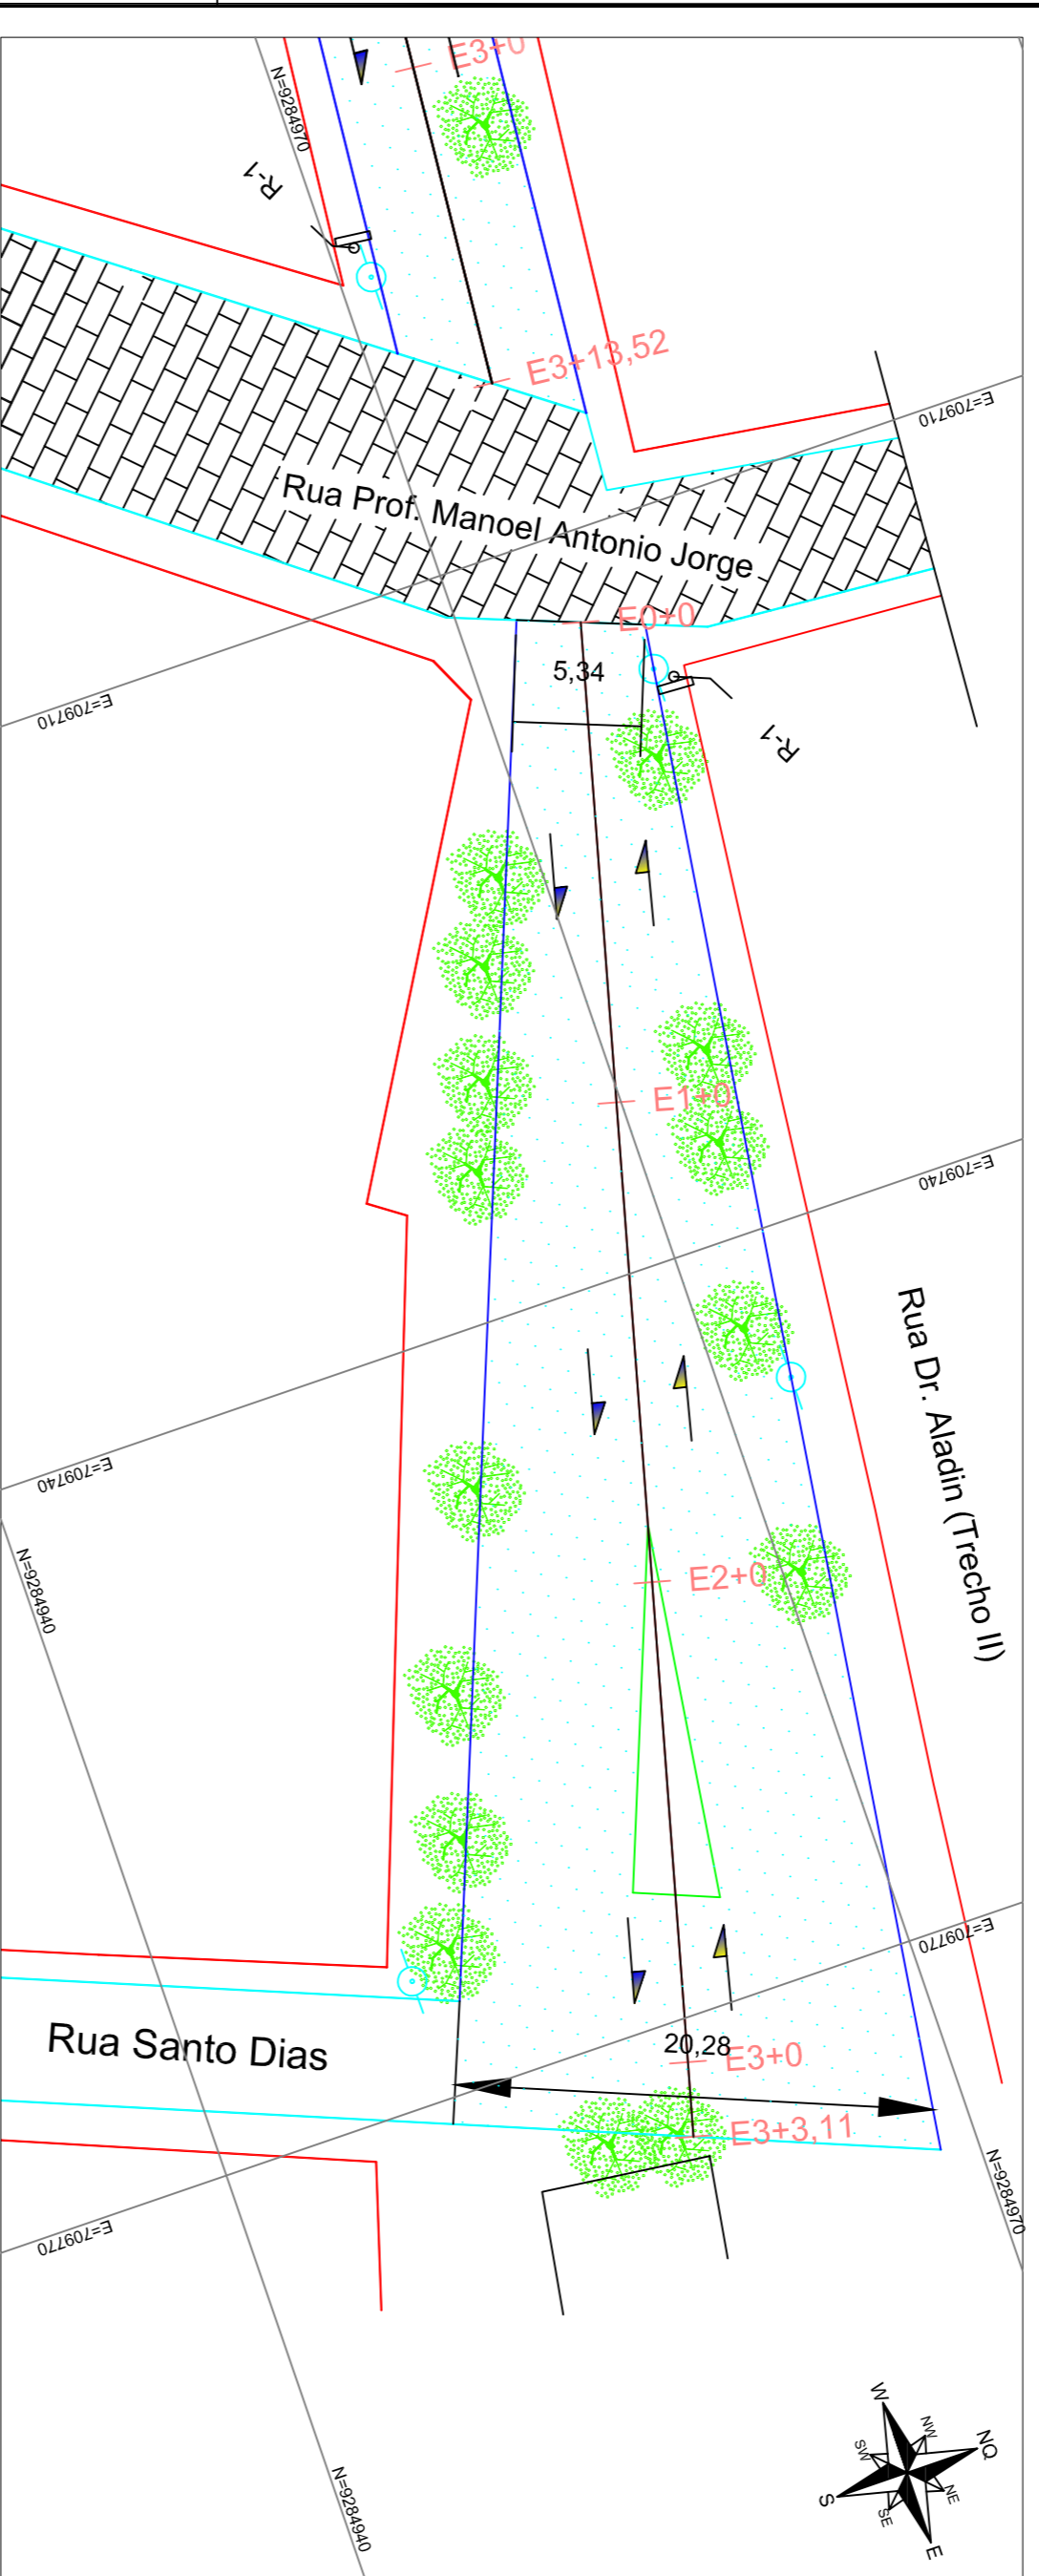 E3+0
N=9284970
R-1
E3+13,52
E=709710
Rua Prof. Manoel Antonio Jorge
E0+0
5,34
E=709710
R-1
E1+0
E=709740
Rua Dr. Aladin (Trecho II)
E=709740
N=9284940
E2+0
E=709770
Rua Santo Dias
20,28
E3+0
E3+3,11
N=9284970
E=709770
W
NW
NQ
SW
NE
S
SE
E
N=9284940